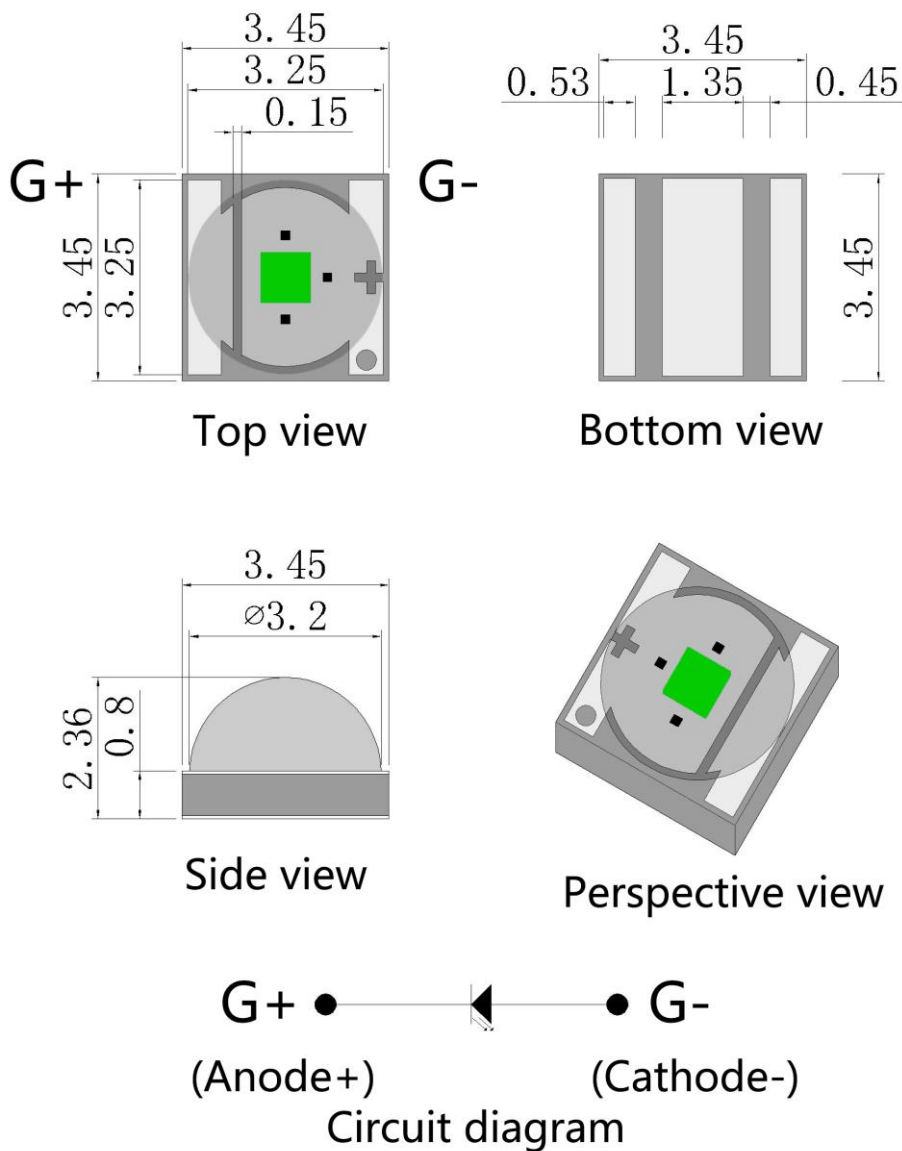 3.45
3.25
0.15
G+
3.45
3.25
Top view
3.45
0.53 1.35 0.45
G-
3.45
Bottom view
3.45
⌀3.2
2.36
0.8
Side view
Perspective view
G+ G-
(Anode+) (Cathode-)
Circuit diagram